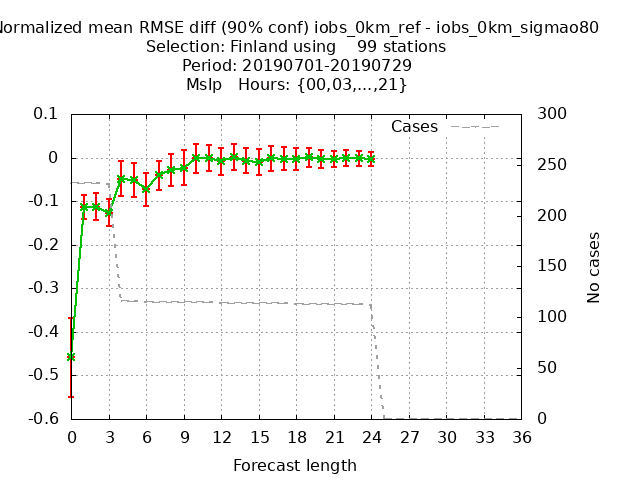 Normalized mean RMSE diff (90% conf) iobs_0km_ref - iobs_0km_sigmao80
Selection: Finland using    99 stations
Period: 20190701-20190729
Mslp   Hours: {00,03,...,21}
Cases
0.1
0
-0.1
-0.2
-0.3
-0.4
-0.5
-0.6
300
250
200
150
100
50
0
No cases
0 3 6 9 12 15 18 21 24 27 30 33 36
Forecast length